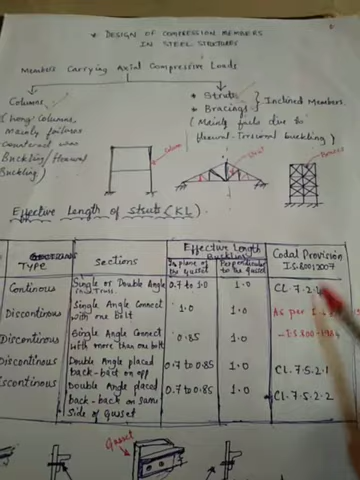 * DESIGN OF COMPRESSION MEMBERS
IN STEEL STRUCTURES
Members Carrying Axial Compressive Loads
Columns
(Long Columns,
Mainly failures
was
Buckling/flexural
Buckling)
* Struts
* Bracings } Inclined Members.
(Mainly fails due to
flexural-Torsional buckling)
Column
Strut
Effective Length of struts (KL)
TYPE
Sections
Effective Length
Buckling
In plane of
the Gusset
Perpendicular
to the Gusset
Codal Provision
IS.800:2007
Continous
Single or Double Angle
in Truss
0.7 to 1.0
1.0
CL. 7.2.
Discontinous
Single Angle Connect
with one Bolt
1.0
1.0
As per
Discontinous
Single Angle Connect
with more than one bolt
0.85
1.0
- IS.800-1984
Discontinous
Double Angle placed
back-back on opp
0.7 to 0.85
1.0
CL. 7.5.2.1
iscontinous
Double Angle placed
back-back on same
side of Gusset
0.7 to 0.85
1.0
CL. 7.5.2.2
Gusset